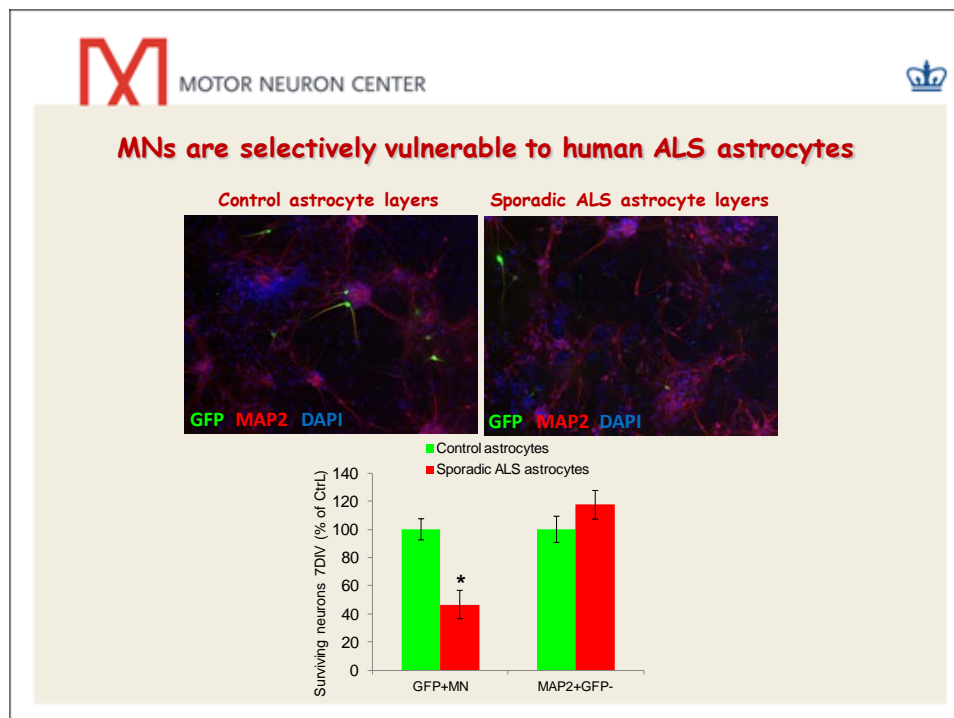 MOTOR NEURON CENTER
MNs are selectively vulnerable to human ALS astrocytes
Control astrocyte layers
Sporadic ALS astrocyte layers
GFP MAP2 DAPI
GFP MAP2 DAPI
Control astrocytes
Sporadic ALS astrocytes
Surviving neurons 7DIV (% of CtrL)
140
120
100
80
60
40
20
0
*
GFP+MN
MAP2+GFP-